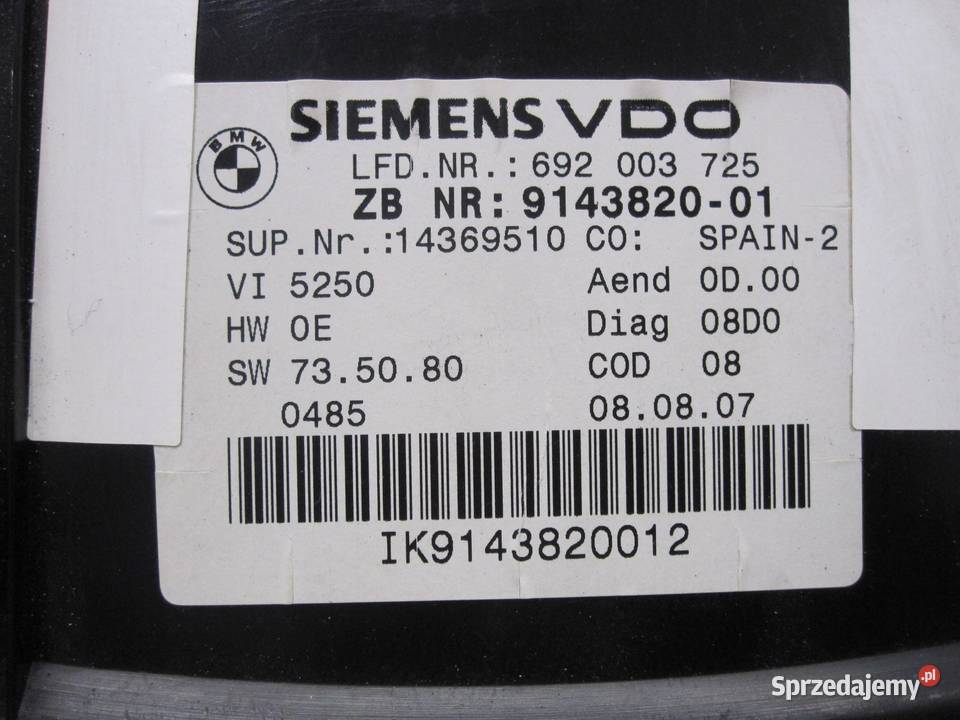 SIEMENS VDO
BMW
LFD.NR.: 692 003 725
ZB NR: 9143820-01
SUP.Nr.:14369510 CO: SPAIN-2
VI 5250 Aend 0D.00
HW 0E Diag 08D0
SW 73.50.80 COD 08
0485 08.08.07
IK9143820012
Sprzedajemy.pl